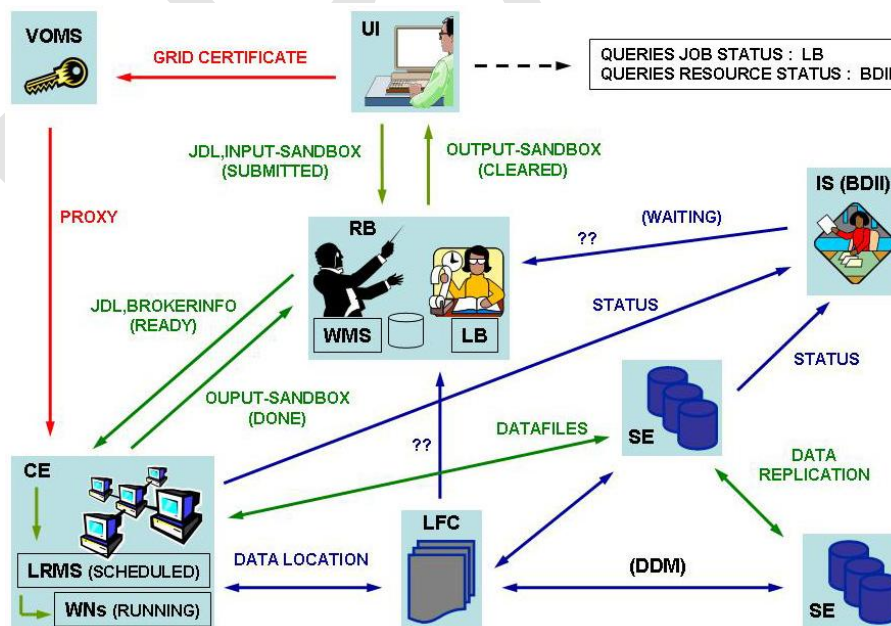 VOMS
GRID CERTIFICATE
UI
QUERIES JOB STATUS : LB
QUERIES RESOURCE STATUS : BDII
JDL,INPUT-SANDBOX
(SUBMITTED)
OUTPUT-SANDBOX
(CLEARED)
IS (BDII)
PROXY
RB
(WAITING)
??
JDL,BROKERINFO
(READY)
WMS
LB
STATUS
STATUS
OUPUT-SANDBOX
(DONE)
DATAFILES
SE
??
DATA
REPLICATION
CE
LFC
LRMS (SCHEDULED)
DATA LOCATION
(DDM)
WNs (RUNNING)
SE